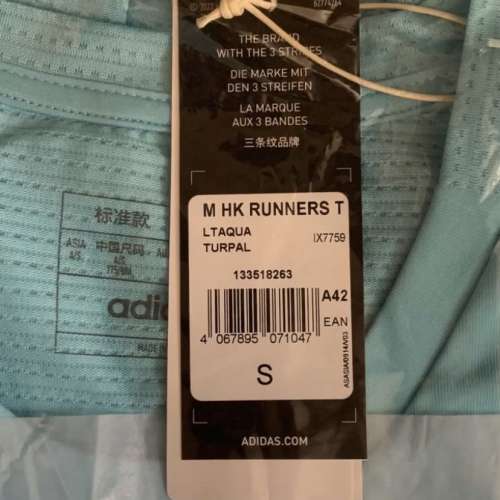 THE BRAND
WITH THE 3 STRIPES
DIE MARKE MIT
DEN 3 STREIFEN
LA MARQUE
AUX 3 BANDES
三条纹品牌
M HK RUNNERS T
LTAQUA
TURPAL
IX7759
133518263
A42
EAN
4 067895 071047
S
ADIDAS.COM
标准款
ASIA
A/S
中国尺码
A/S
adid
MADE IN